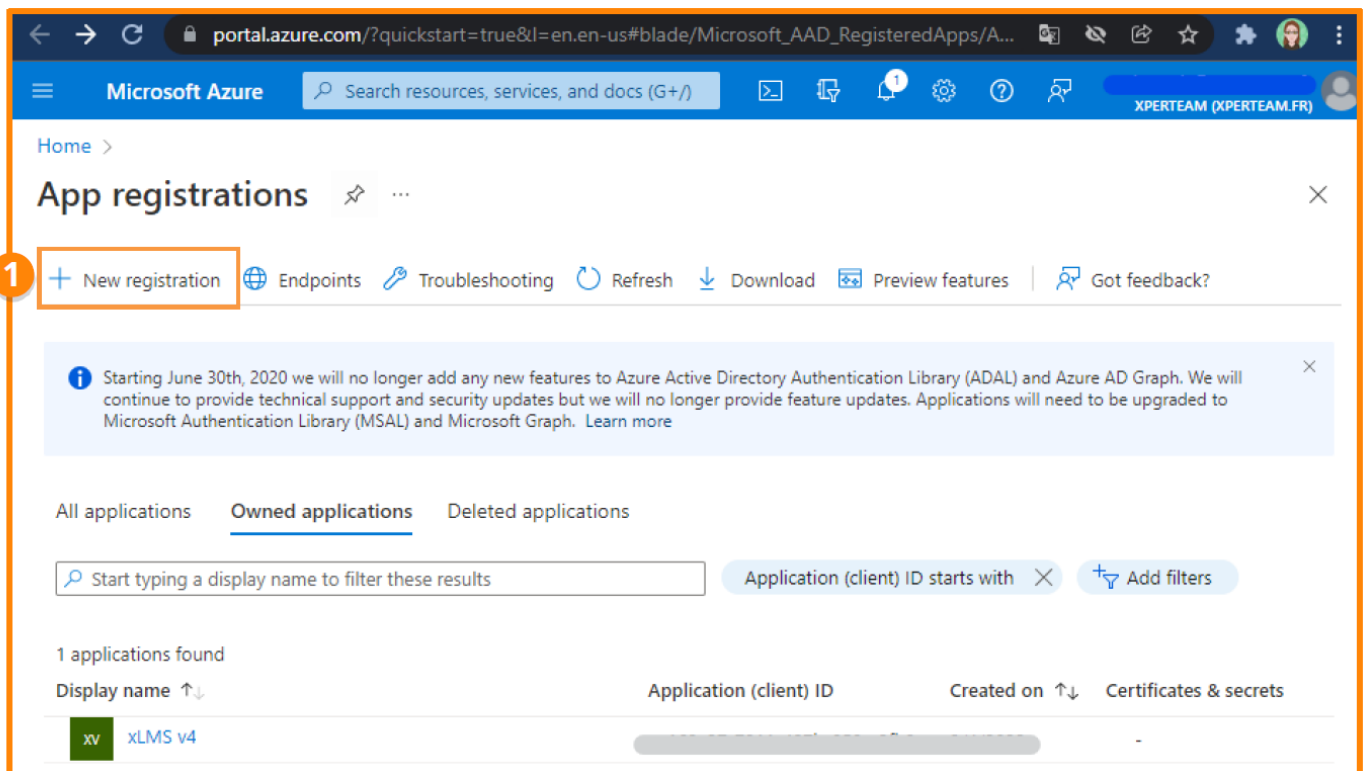 portal.azure.com/?quickstart=true&l=en.en-us#blade/Microsoft_AAD_RegisteredApps/A...
Microsoft Azure Search resources, services, and docs (G+/) 1
XPERTEAM (XPERTEAM.FR)
Home >
App registrations ...
1 + New registration Endpoints Troubleshooting Refresh Download Preview features Got feedback?
Starting June 30th, 2020 we will no longer add any new features to Azure Active Directory Authentication Library (ADAL) and Azure AD Graph. We will
continue to provide technical support and security updates but we will no longer provide feature updates. Applications will need to be upgraded to
Microsoft Authentication Library (MSAL) and Microsoft Graph. Learn more
All applications Owned applications Deleted applications
Start typing a display name to filter these results Application (client) ID starts with Add filters
1 applications found
Display name ↑↓ Application (client) ID Created on ↑↓ Certificates & secrets
XV xLMS v4 -